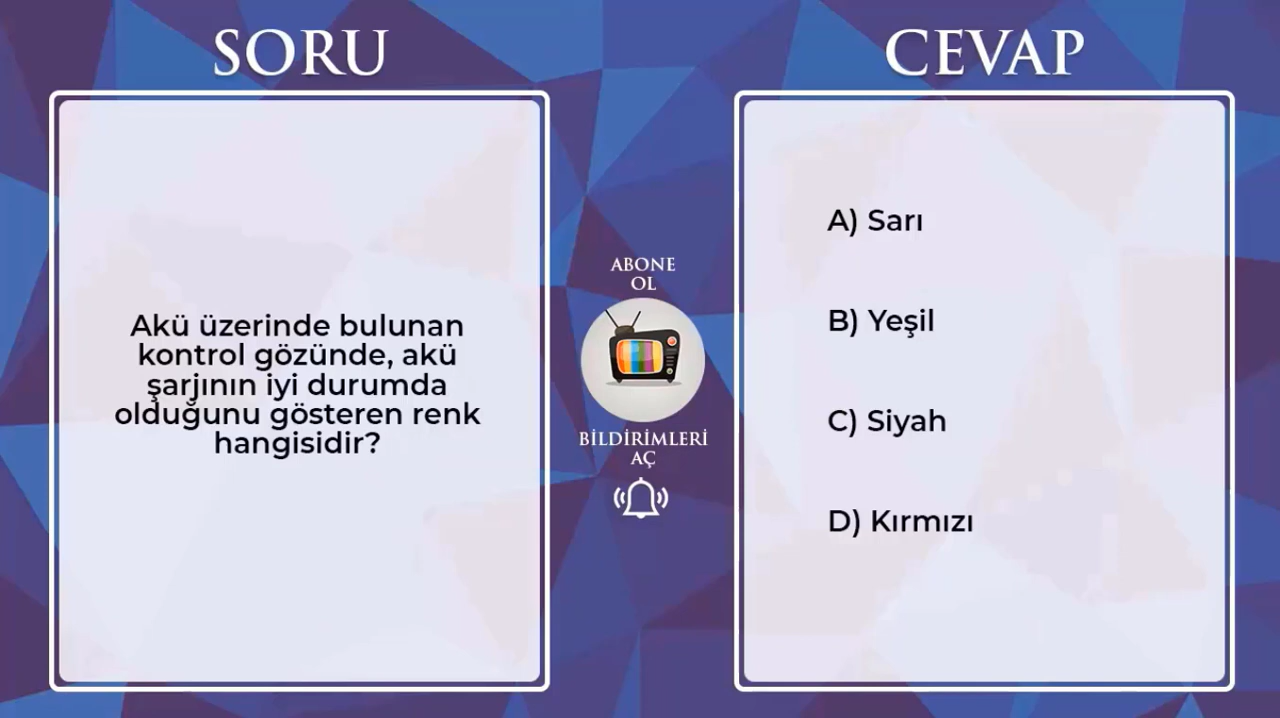 SORU
Akü üzerinde bulunan
kontrol gözünde, akü
şarjının iyi durumda
olduğunu gösteren renk
hangisidir?
ABONE
OL
BİLDİRİMLERİ
AÇ
CEVAP
A) Sarı
B) Yeşil
C) Siyah
D) Kırmızı